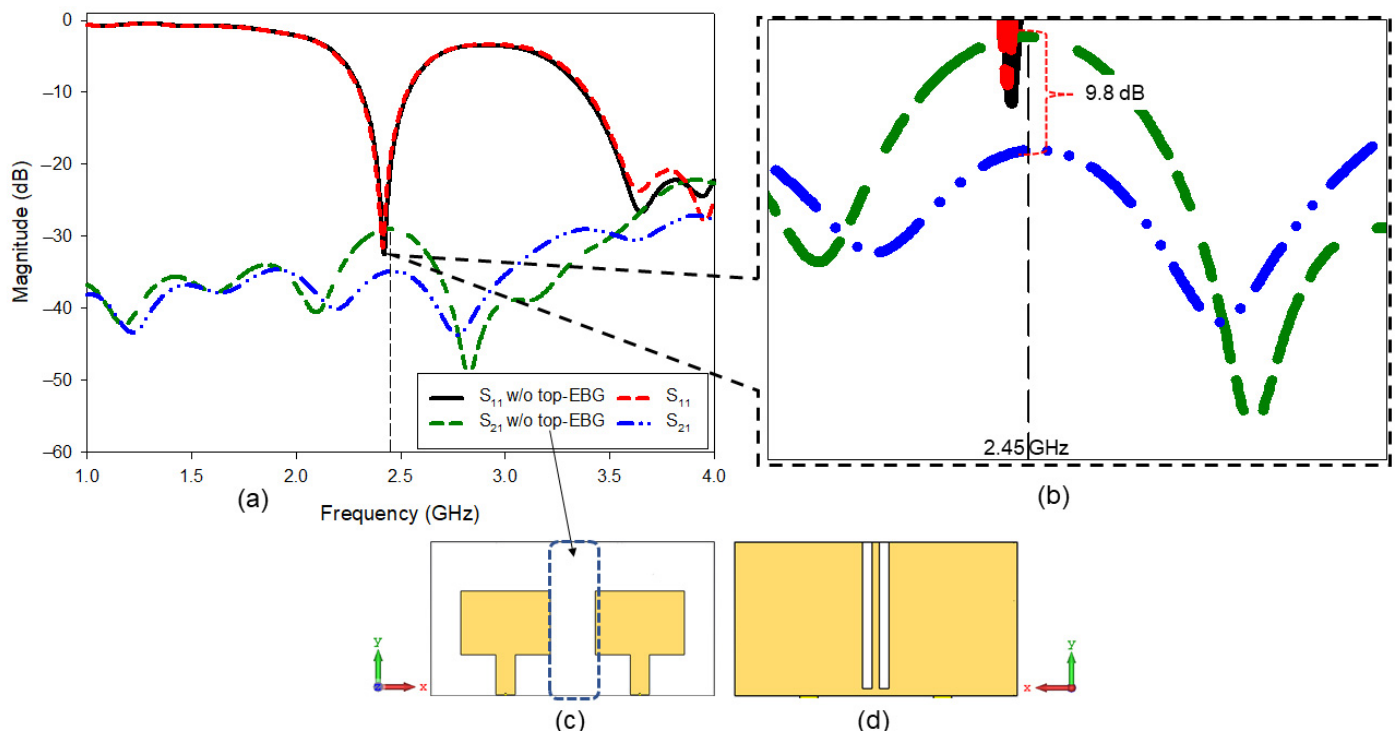 0
–10
–20
–30
–40
–50
–60
Magnitude (dB)
S11 w/o top-EBG
S11
S21 w/o top-EBG
S21
1.0
1.5
2.0
2.5
3.0
3.5
4.0
(a)
Frequency (GHz)
9.8 dB
2.45 GHz
(b)
y
x
(c)
y
x
(d)